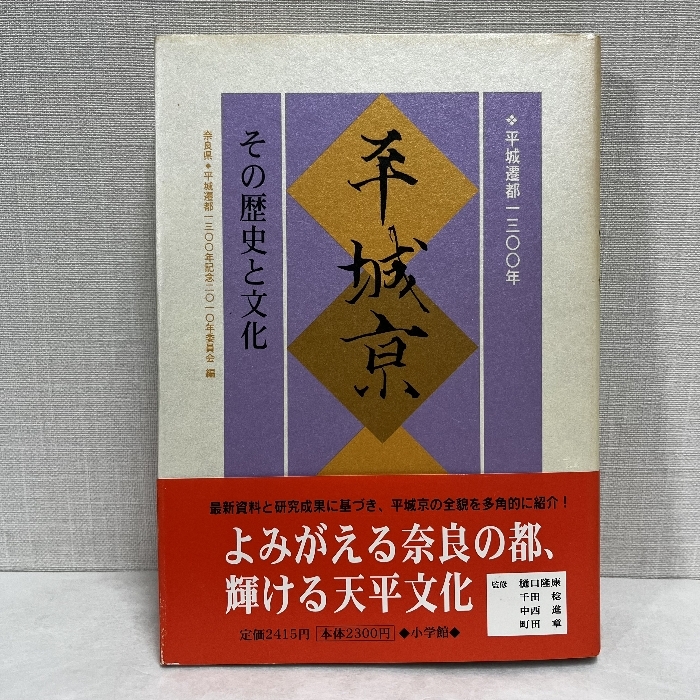 ❖平城遷都一三〇〇年
平城京
その歴史と文化
奈良県◆平城遷都一三〇〇年記念二〇一〇年委員会 編
最新資料と研究成果に基づき、平城京の全貌を多角的に紹介！
よみがえる奈良の都、
輝ける天平文化
監修 樋口隆康
千田 稔
中西 進
町田 章
定価2415円 本体2300円 ◆小学館◆